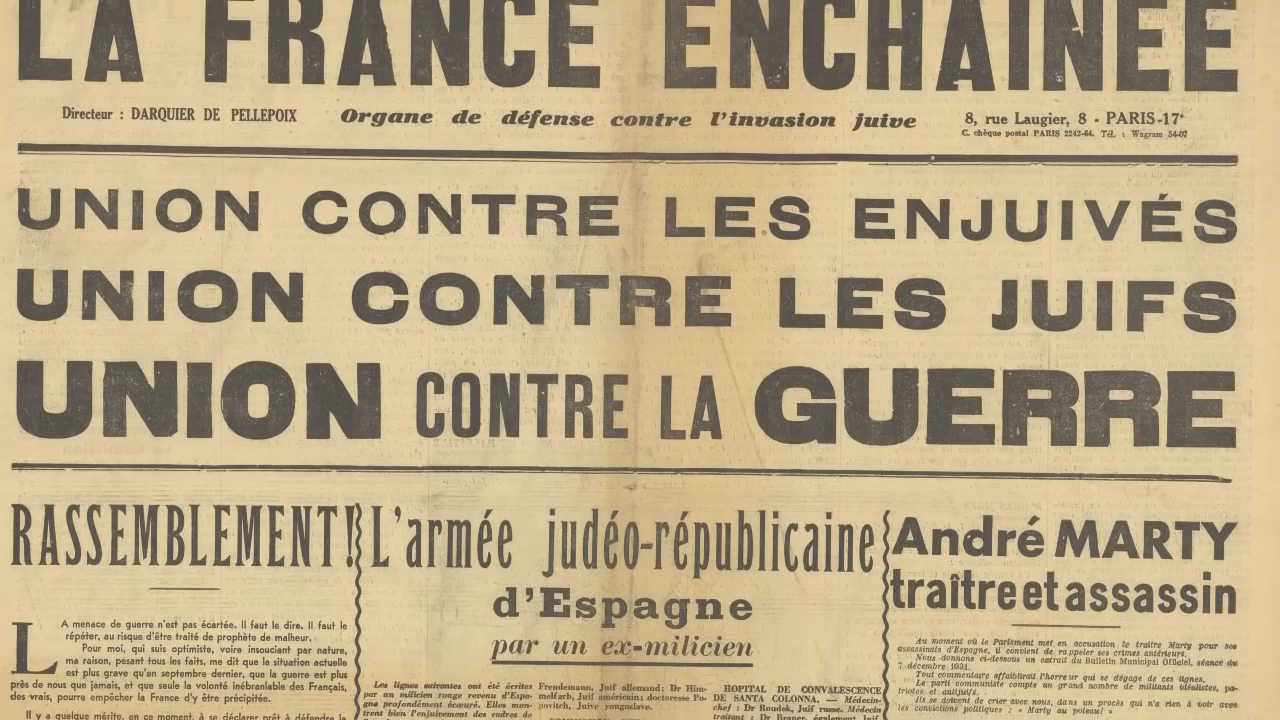 LA FRANCE ENCHAINÉE
Directeur : DARQUIER DE PELLEPOIX
Organe de défense contre l'invasion juive
8, rue Laugier, 8 - PARIS-17e
C. chèque postal PARIS 2242-64. Tél. : Wagram 54-07
UNION CONTRE LES ENJUIVÉS
UNION CONTRE LES JUIFS
UNION CONTRE LA GUERRE
RASSEMBLEMENT!
LA menace de guerre n'est pas écartée. Il faut le dire. Il faut le
répéter, au risque d'être traité de prophète de malheur.
Pour moi, qui suis optimiste, voire insouciant par nature,
ma raison, pesant tous les faits, me dit que la situation actuelle
est plus grave qu'en septembre dernier, que la guerre est plus
près de nous que jamais, et que seule la volonté inébranlable des Français,
des vrais, pourra empêcher la France d'y être précipitée.
Il y a quelque mérite, en ce moment, à se déclarer prêt à défendre la
L'armée judéo-républicaine
d'Espagne
par un ex-milicien
Les lignes suivantes ont été écrites
par un milicien rouge revenu d'Espa-
gne profondément écœuré. Elles mon-
trent bien l'enjuivement des cadres de
Frendemann, Juif allemand; Dr Him-
melfarb, Juif américain; doctoresse Po-
povitch, Juive yougoslave.
HOPITAL DE CONVALESCENCE
DE SANTA COLONNA. — Médecin-
chef : Dr Roudek, Juif russe. Médecin
traitant : Dr Brauer, également Juif
André MARTY
traître et assassin
Au moment où le Parlement met en accusation le traître Marty pour ses
assassinats d'Espagne, il convient de rappeler ses crimes antérieurs.
Nous donnons ci-dessous un extrait du Bulletin Municipal Officiel, séance du
7 décembre 1931.
Tout commentaire affaiblirait l'horreur qui se dégage de ces lignes.
Le parti communiste compte un grand nombre de militants idéalistes, pa-
triotes et antijuifs.
Ils se doivent de crier avec nous, dans un procès qui n'a rien à voir avec
les convictions politiques : « Marty au poteau! »